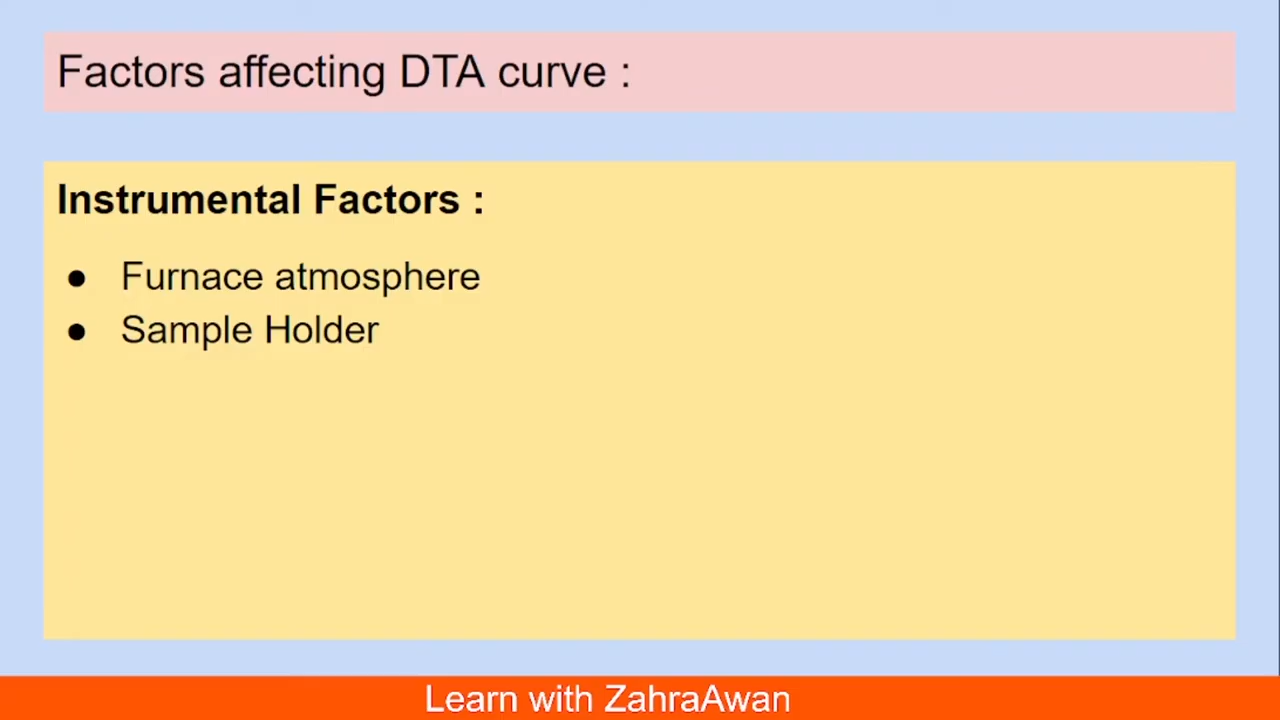 Factors affecting DTA curve :
Instrumental Factors :
● Furnace atmosphere
● Sample Holder
Learn with ZahraAwan